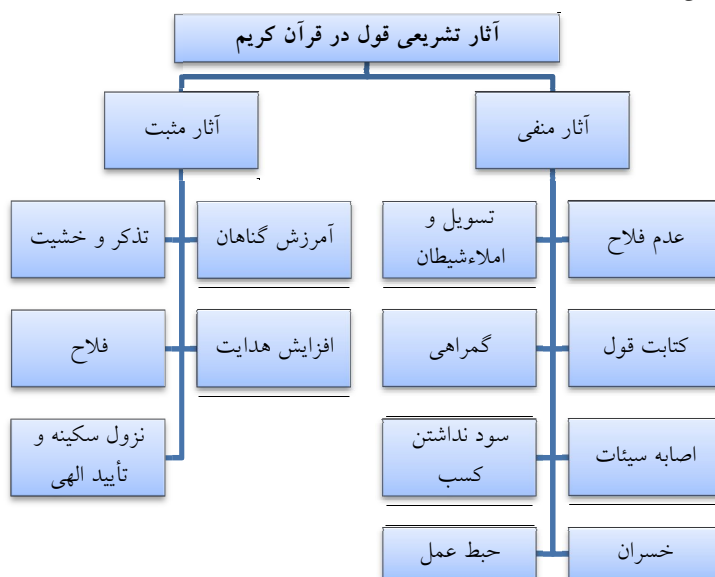 آثار تشریعی قول در قرآن کریم
آثار منفی
آثار مثبت
عدم فلاح
تسویل و
املاءشیطان
کتابت قول
گمراهی
اصابه سیئات
سود نداشتن
کسب
خسران
حبط عمل
آمرزش گناهان
تذکر و خشیت
افزایش هدایت
فلاح
نزول سکینه و
تأیید الهی